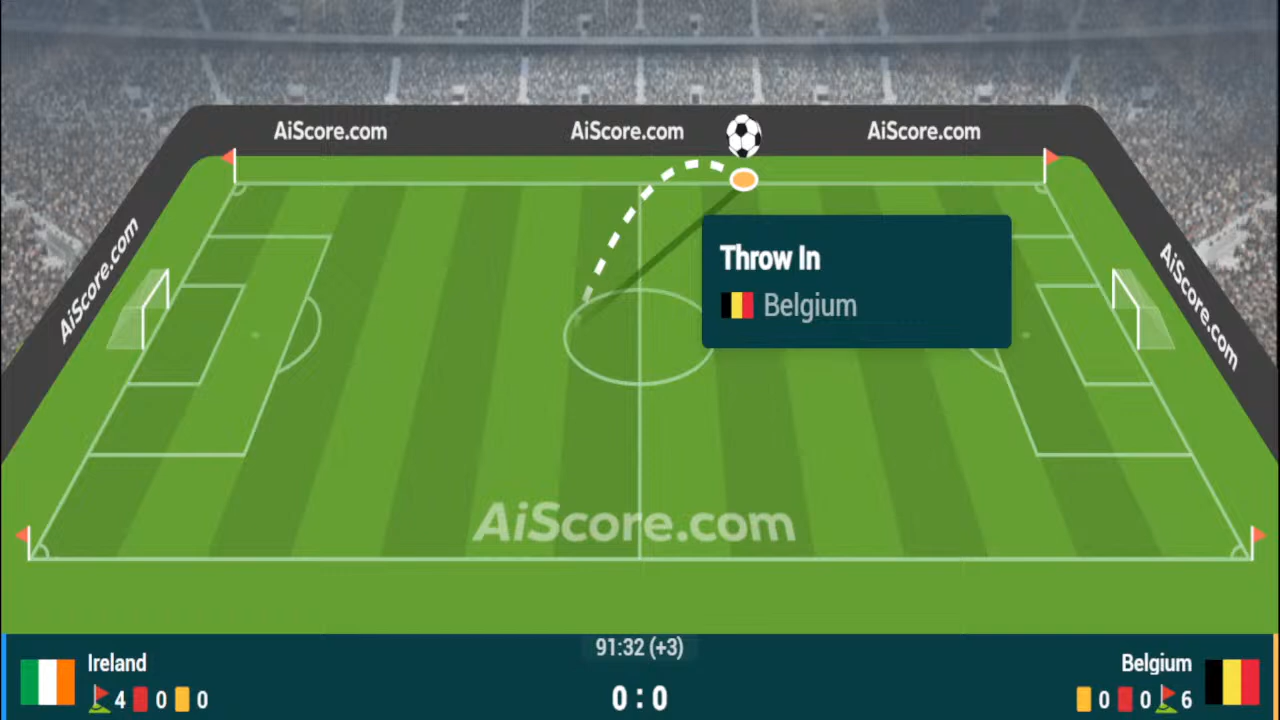 AiScore.com AiScore.com AiScore.com
AiScore.com
AiScore.com
Throw In
Belgium
AiScore.com
91:32 (+3)
Ireland
4 0 0
0 : 0
Belgium
0 0 6